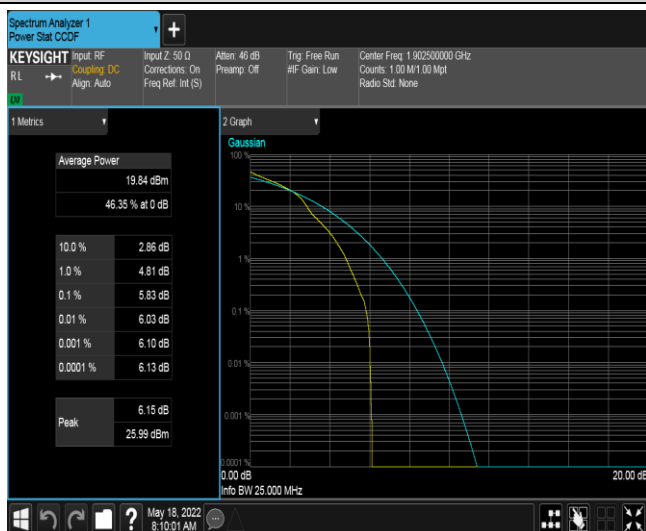 Spectrum Analyzer 1
Power Stat CCDF
KEYSIGHT
RL
LNI
Input: RF
Coupling: DC
Align: Auto
Input Z: 50 Ω
Corrections: On
Freq Ref: Int (S)
Atten: 46 dB
Preamp: Off
Trig: Free Run
#IF Gain: Low
Center Freq: 1.902500000 GHz
Counts: 1.00 M/1.00 Mpt
Radio Std: None
1 Metrics
Average Power
19.84 dBm
46.35 % at 0 dB
10.0 % 2.86 dB
1.0 % 4.81 dB
0.1 % 5.83 dB
0.01 % 6.03 dB
0.001 % 6.10 dB
0.0001 % 6.13 dB
Peak
6.15 dB
25.99 dBm
2 Graph
Gaussian
100 %
10 %
1 %
0.1 %
0.01 %
0.001 %
0.0001 %
0.00 dB
20.00 dB
Info BW 25.000 MHz
?
May 18, 2022
8:10:01 AM